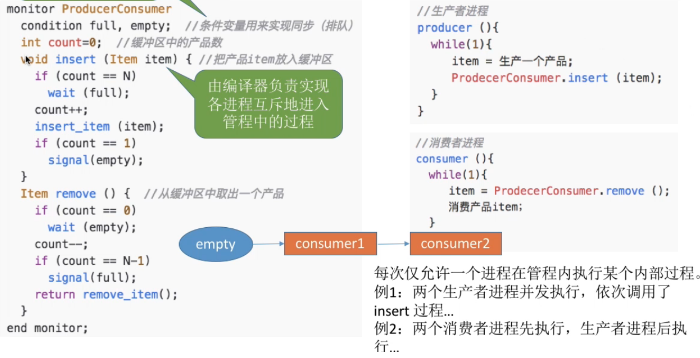 monitor ProducerConsumer
condition full, empty; //条件变量用来实现同步（排队）
int count=0; //缓冲区中的产品数
void insert (Item item) { //把产品item放入缓冲区
if (count == N)
wait (full);
count++;
insert_item (item);
if (count == 1)
signal(empty);
}
Item remove () { //从缓冲区中取出一个产品
if (count == 0)
wait (empty);
count--;
if (count == N-1)
signal(full);
return remove_item();
}
end monitor;
由编译器负责实现
各进程互斥地进入
管程中的过程
//生产者进程
producer (){
while(1){
item = 生产一个产品;
ProdecerConsumer.insert (item);
}
}
//消费者进程
consumer (){
while(1){
item = ProdecerConsumer.remove ();
消费产品item;
}
empty
consumer1
consumer2
每次仅允许一个进程在管程内执行某个内部过程。
例1：两个生产者进程并发执行，依次调用了
insert 过程…
例2：两个消费者进程先执行，生产者进程后执
行…